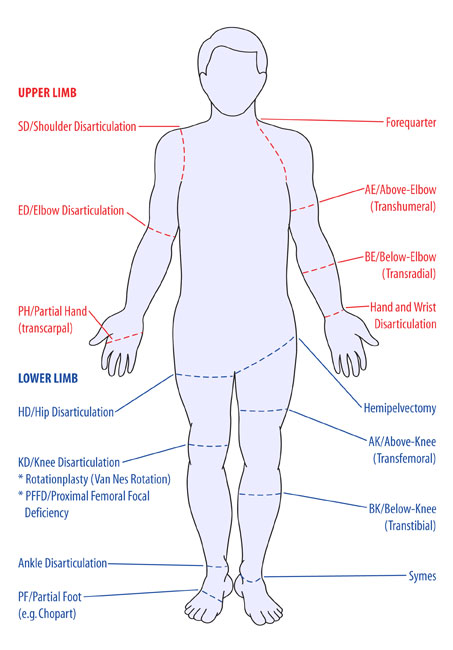 UPPER LIMB
SD/Shoulder Disarticulation
Forequarter
AE/Above-Elbow
(Transhumeral)
ED/Elbow Disarticulation
BE/Below-Elbow
(Transradial)
PH/Partial Hand
(transcarpal)
Hand and Wrist
Disarticulation
LOWER LIMB
HD/Hip Disarticulation
Hemipelvectomy
AK/Above-Knee
(Transfemoral)
KD/Knee Disarticulation
* Rotationplasty (Van Nes Rotation)
* PFFD/Proximal Femoral Focal
Deficiency
BK/Below-Knee
(Transtibial)
Ankle Disarticulation
Symes
PF/Partial Foot
(e.g. Chopart)